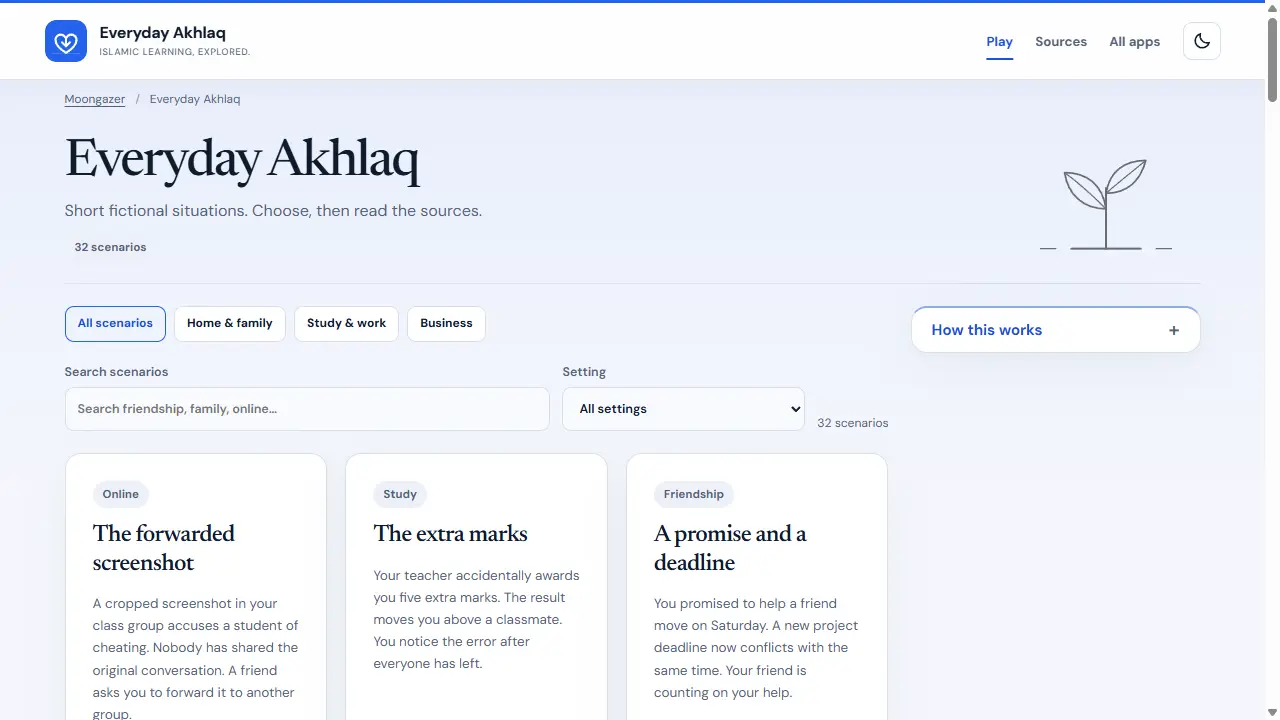 Everyday Akhlaq
ISLAMIC LEARNING, EXPLORED.
Play
Sources
All apps
Moongazer / Everyday Akhlaq
Everyday Akhlaq
Short fictional situations. Choose, then read the sources.
32 scenarios
All scenarios
Home & family
Study & work
Business
How this works
+
Search scenarios
Setting
Search friendship, family, online...
All settings
32 scenarios
Online
The forwarded
screenshot
A cropped screenshot in your
class group accuses a student of
cheating. Nobody has shared the
original conversation. A friend
asks you to forward it to another
group.
Study
The extra marks
Your teacher accidentally awards
you five extra marks. The result
moves you above a classmate.
You notice the error after
everyone has left.
Friendship
A promise and a
deadline
You promised to help a friend
move on Saturday. A new project
deadline now conflicts with the
same time. Your friend is
counting on your help.